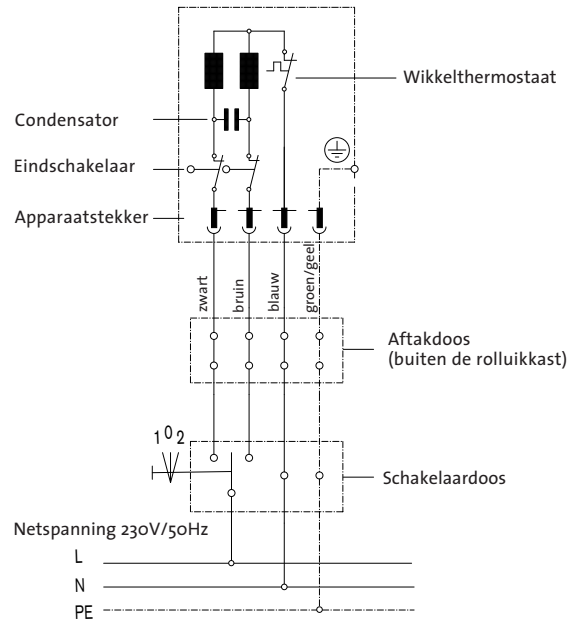 Wikkelthermostaat
Condensator
Eindschakelaar
Apparaatstekker
zwart
bruin
blauw
groen/geel
Aftakdoos
(buiten de rolluikkast)
1 0 2
Schakelaardoos
Netspanning 230V/50Hz
L
N
PE